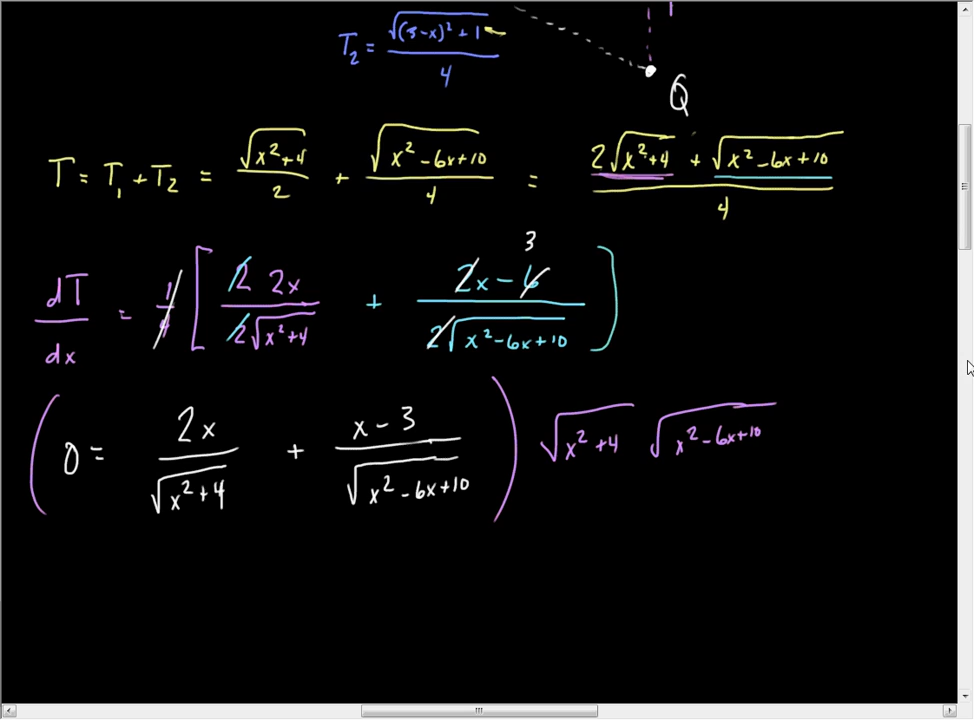 T₂ = √((3-x)² + 1) / 4
Q
T = T₁ + T₂ = √(x²+4) / 2 + √(x² - 6x + 10) / 4 = (2√(x²+4) + √(x² - 6x + 10)) / 4
3
dT/dx = 1/4 [ 2 2x / 2√(x²+4) + (2x - 6) / 2√(x² - 6x + 10) ]
( 0 = 2x / √(x²+4) + (x - 3) / √(x² - 6x + 10) ) √(x²+4) √(x² - 6x + 10)